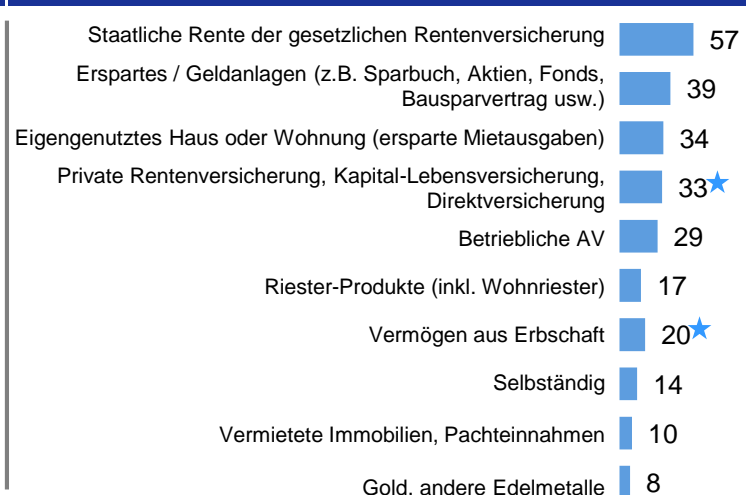 Staatliche Rente der gesetzlichen Rentenversicherung 57
Erspartes / Geldanlagen (z.B. Sparbuch, Aktien, Fonds,
Bausparvertrag usw.) 39
Eigengenutztes Haus oder Wohnung (ersparte Mietausgaben) 34
Private Rentenversicherung, Kapital-Lebensversicherung,
Direktversicherung 33
Betriebliche AV 29
Riester-Produkte (inkl. Wohnriester) 17
Vermögen aus Erbschaft 20
Selbständig 14
Vermietete Immobilien, Pachteinnahmen 10
Gold, andere Edelmetalle 8